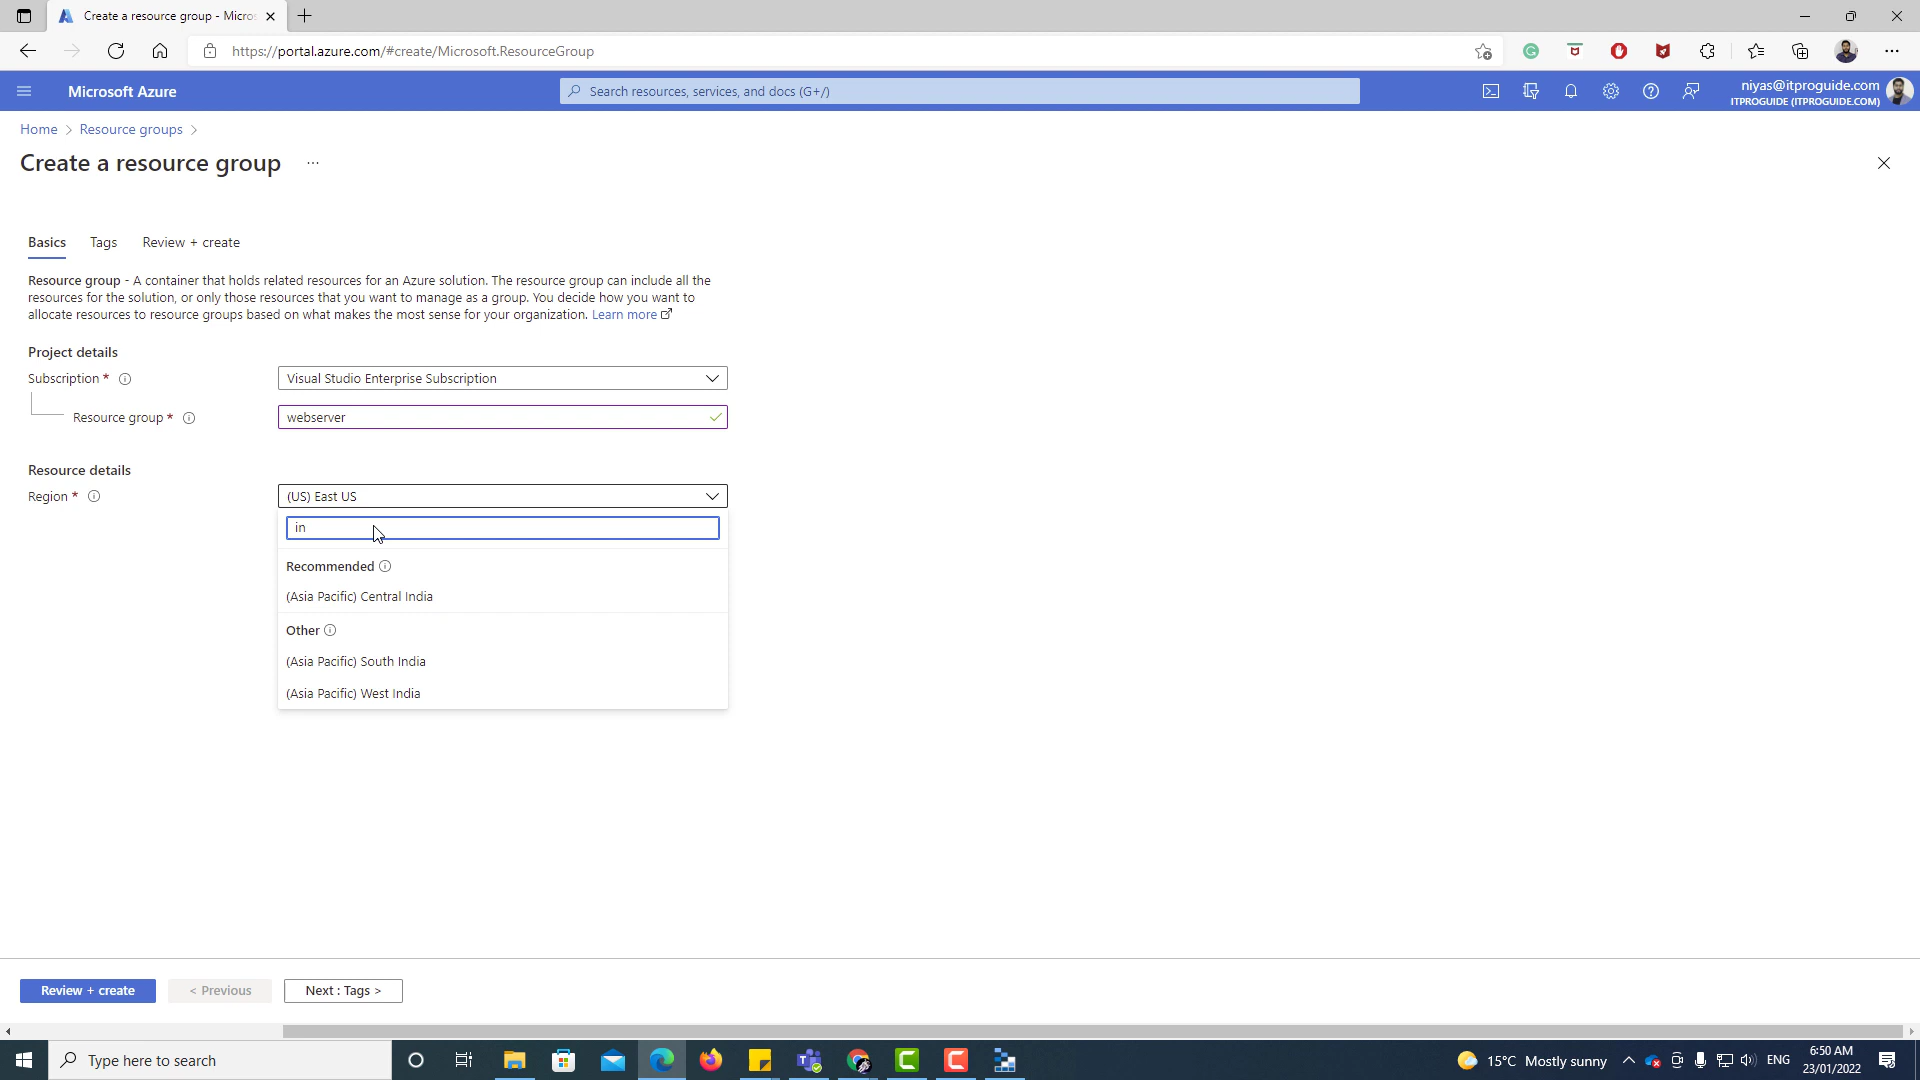 Create a resource group - Micros
https://portal.azure.com/#create/Microsoft.ResourceGroup
Microsoft Azure
Search resources, services, and docs (G+/)
niyas@itproguide.com
ITPROGUIDE (ITPROGUIDE.COM)
Home > Resource groups >
Create a resource group ...
Basics Tags Review + create
Resource group - A container that holds related resources for an Azure solution. The resource group can include all the
resources for the solution, or only those resources that you want to manage as a group. You decide how you want to
allocate resources to resource groups based on what makes the most sense for your organization. Learn more
Project details
Subscription * Visual Studio Enterprise Subscription
Resource group * webserver
Resource details
Region * (US) East US
in
Recommended
(Asia Pacific) Central India
Other
(Asia Pacific) South India
(Asia Pacific) West India
Review + create < Previous Next : Tags >
Type here to search
15°C Mostly sunny
ENG
6:50 AM
23/01/2022